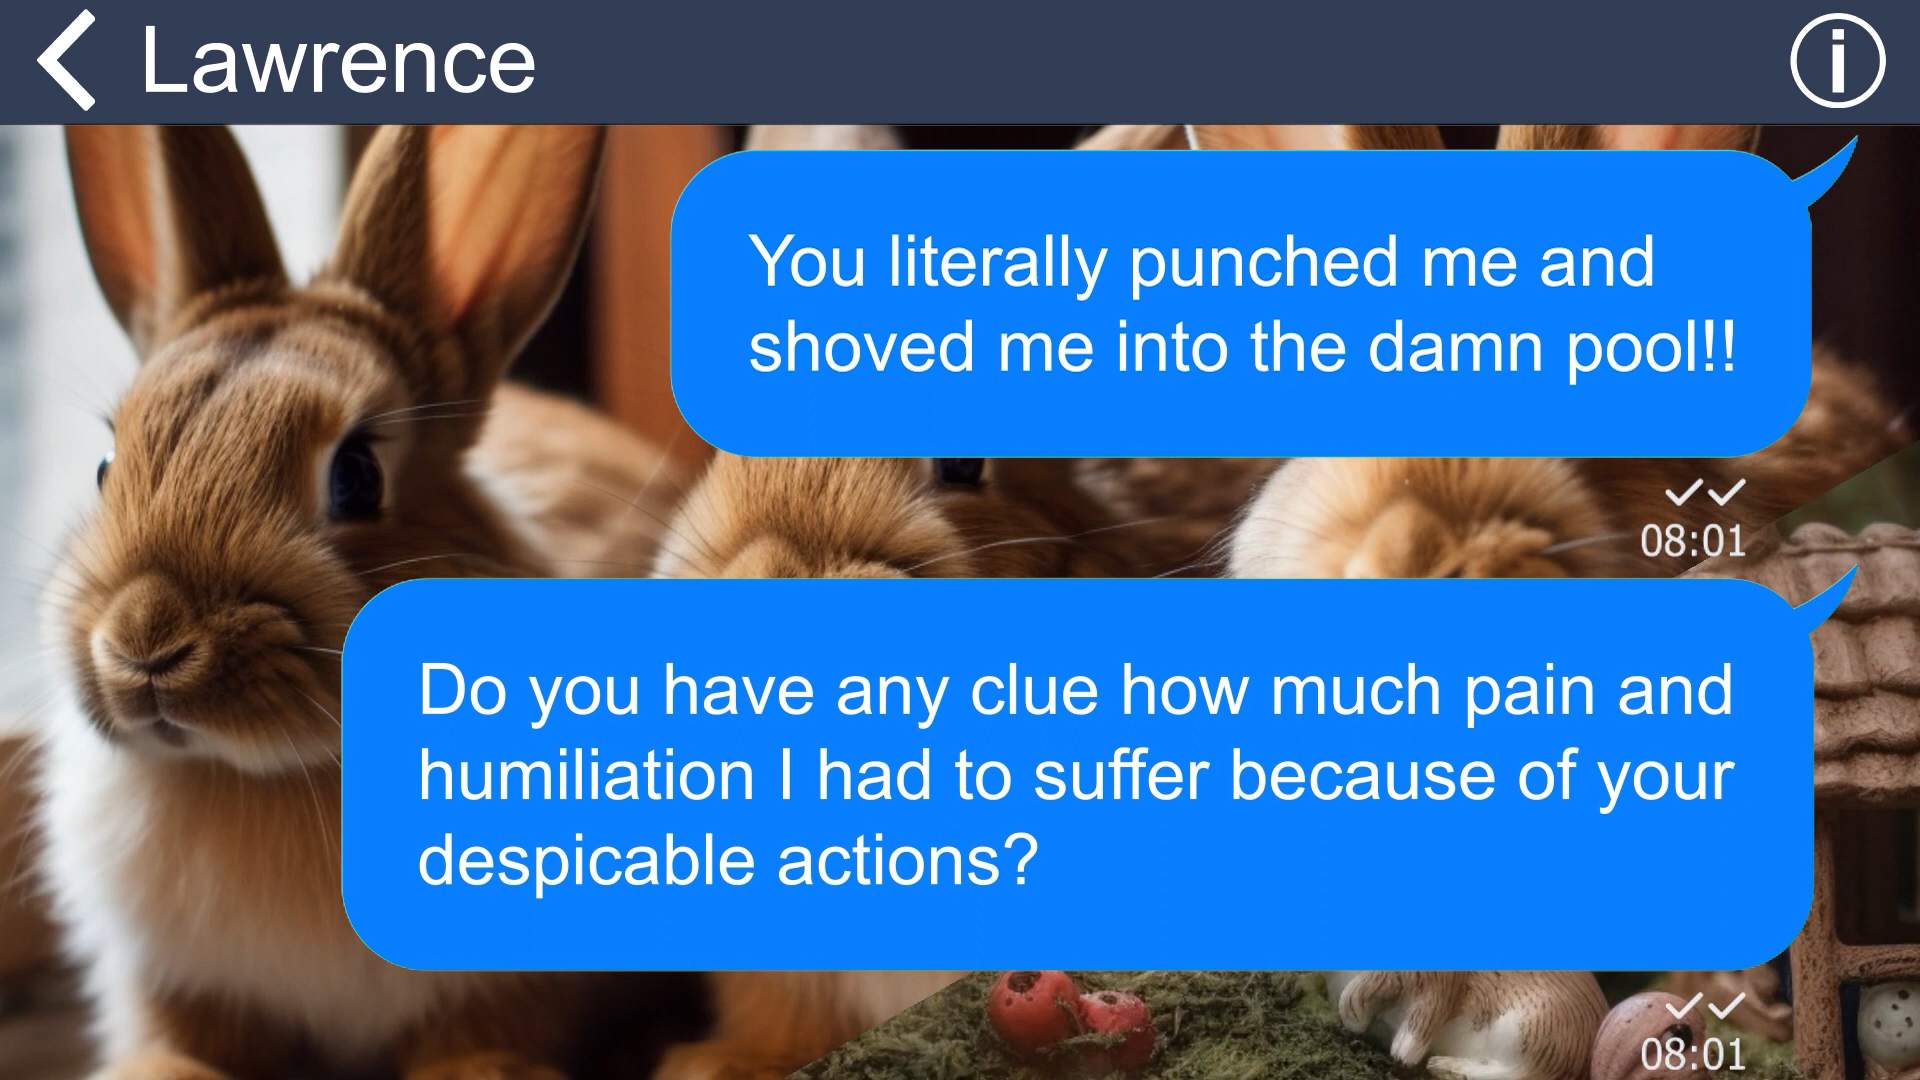 Lawrence
You literally punched me and
shoved me into the damn pool!!
08:01
Do you have any clue how much pain and
humiliation I had to suffer because of your
despicable actions?
08:01